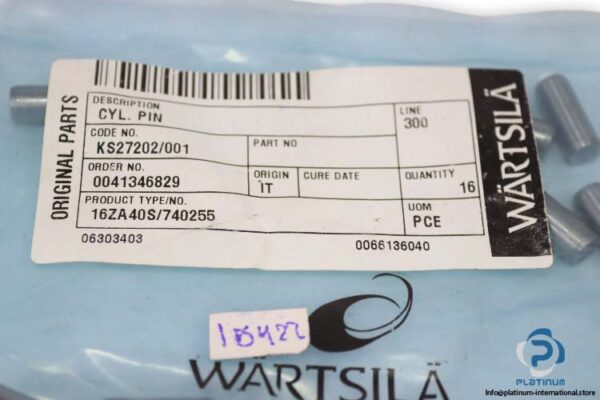 ORIGINAL PARTS
DESCRIPTION
CYL. PIN
LINE
300
CODE NO.
KS27202/001
PART NO
ORDER NO.
0041346829
ORIGIN
IT
CURE DATE
QUANTITY
16
PRODUCT TYPE/NO.
16ZA40S/740255
UOM
PCE
06303403
0066136040
WÄRTSILÄ
WÄRTSILÄ
PLATINUM
Info@platinum-international.store